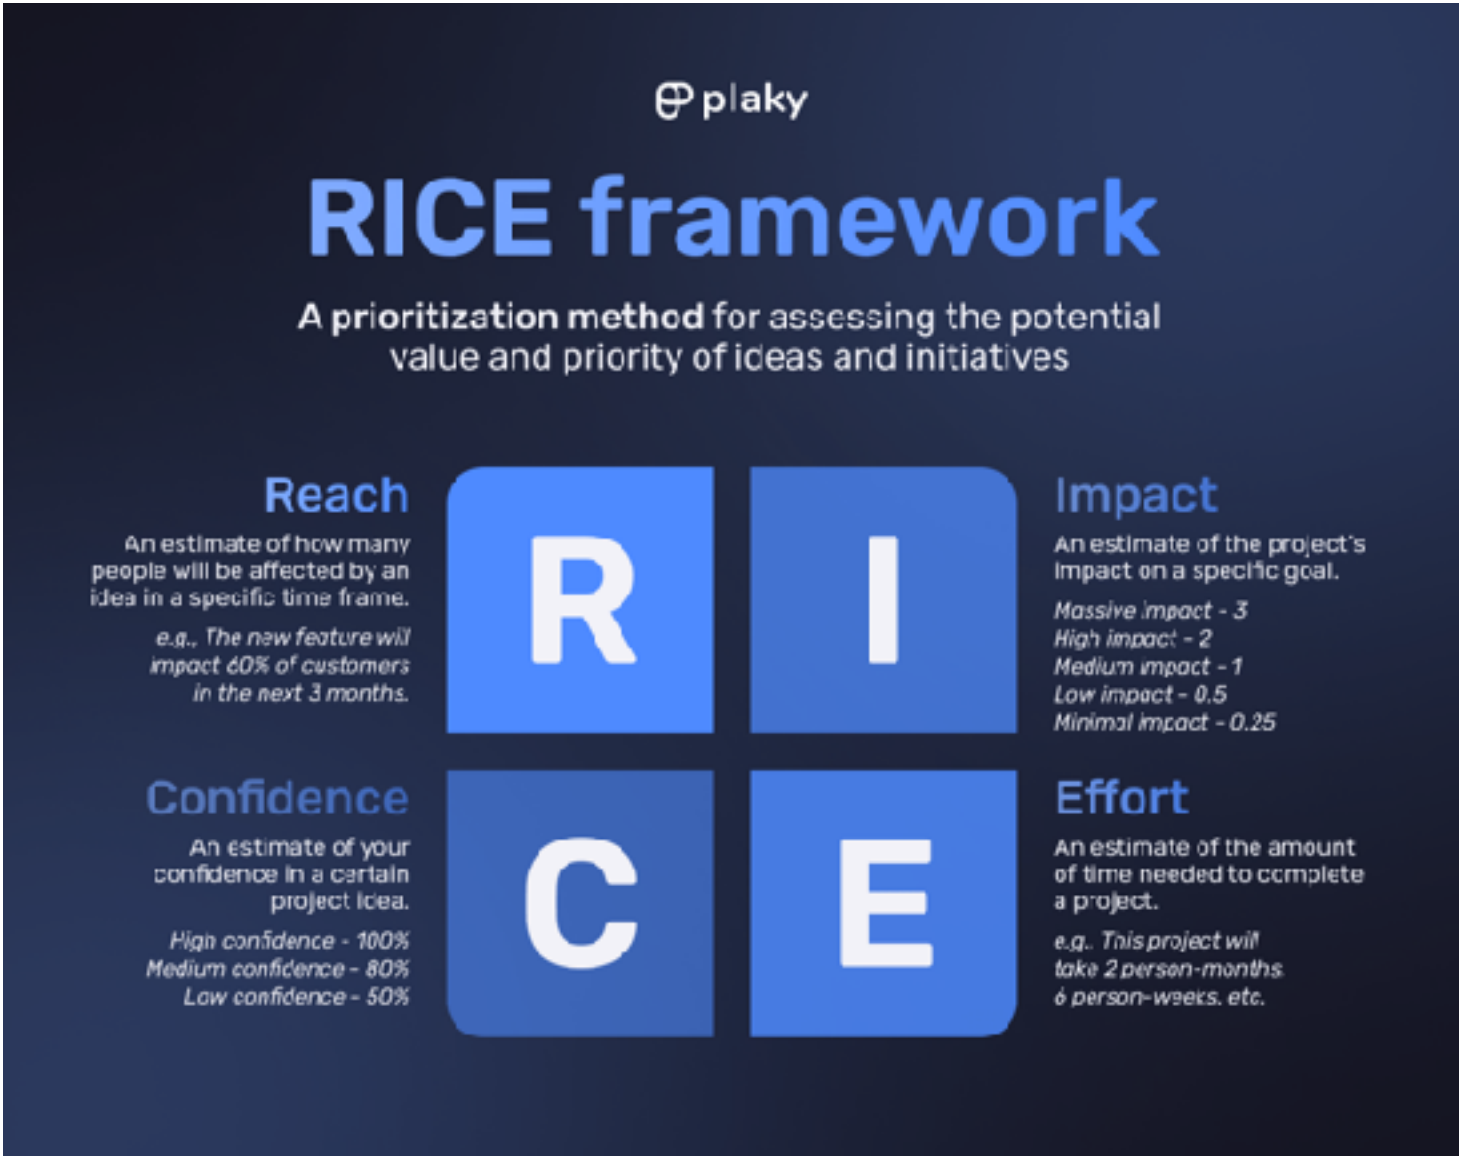 plaky
RICE framework
A prioritization method for assessing the potential
value and priority of ideas and initiatives
Reach
An estimate of how many
people will be affected by an
idea in a specific time frame.
e.g., The new feature will
impact 60% of customers
in the next 3 months.
R
I
Impact
An estimate of the project's
impact on a specific goal.
Massive impact - 3
High impact - 2
Medium impact - 1
Low impact - 0.5
Minimal impact - 0.25
Confidence
An estimate of your
confidence in a certain
project idea.
High confidence - 100%
Medium confidence - 80%
Low confidence - 50%
C
E
Effort
An estimate of the amount
of time needed to complete
a project.
e.g. This project will
take 2 person-months
6 person-weeks. etc.